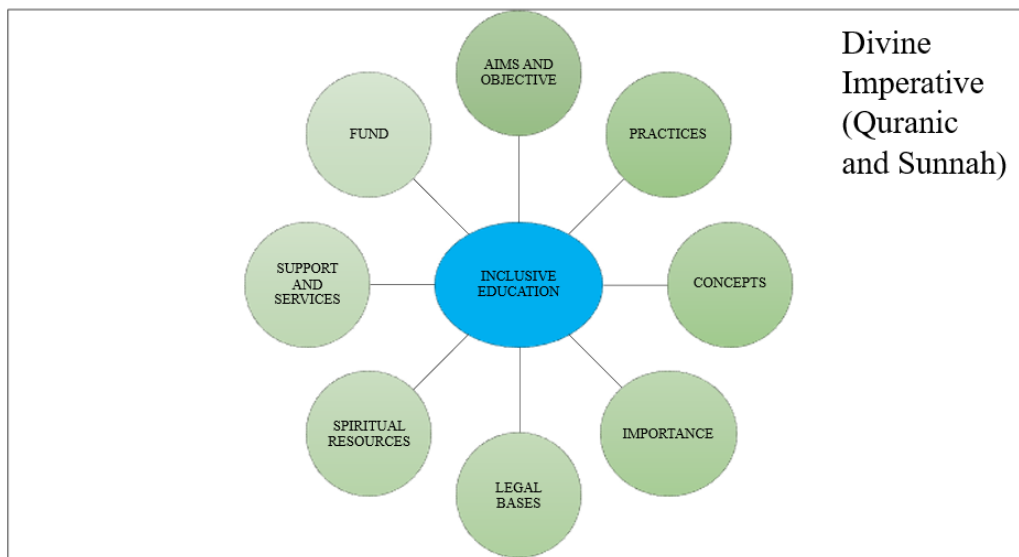 Divine
Imperative
(Quranic
and Sunnah)
AIMS AND
OBJECTIVE
PRACTICES
CONCEPTS
IMPORTANCE
LEGAL
BASES
SPIRITUAL
RESOURCES
SUPPORT
AND
SERVICES
FUND
INCLUSIVE
EDUCATION